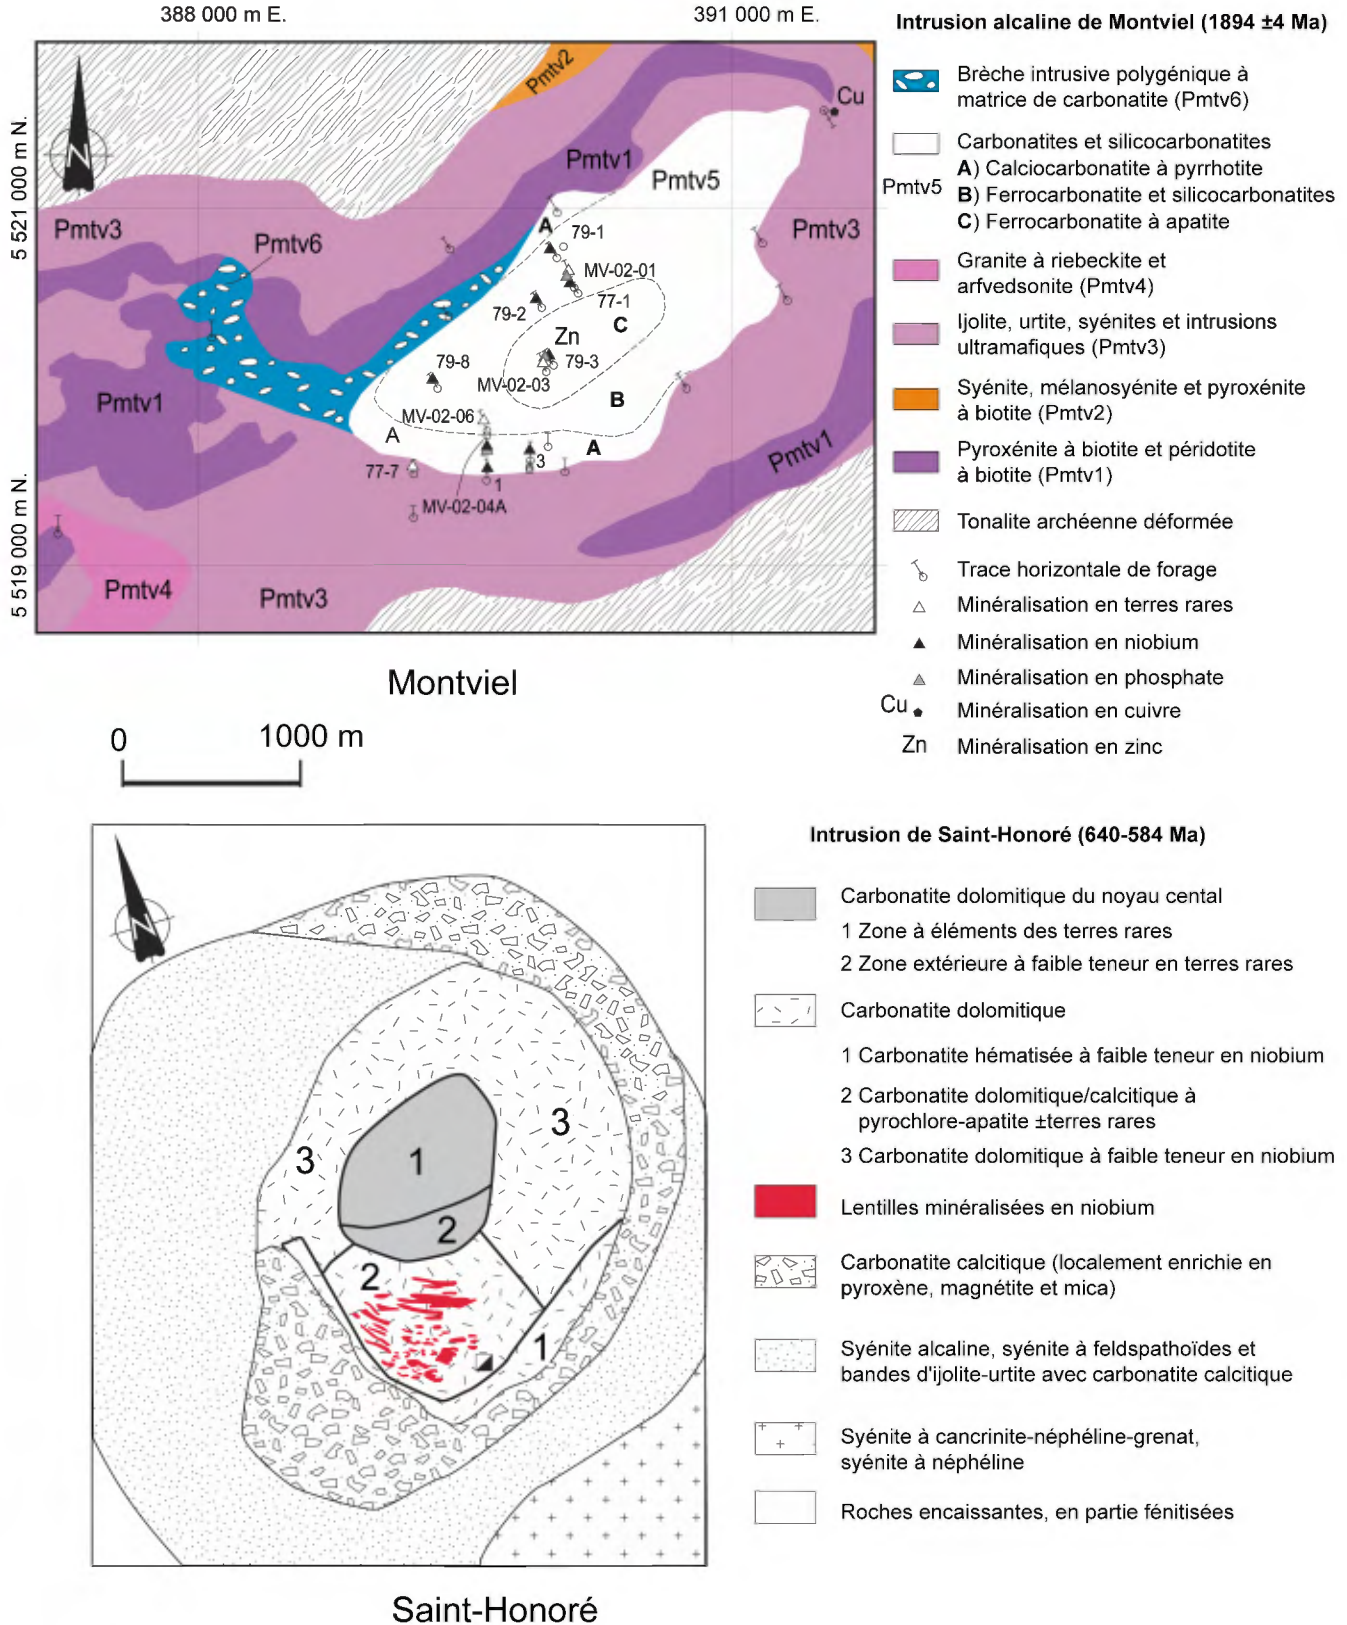 388 000 m E.
391 000 m E.
5 521 000 m N.
5 519 000 m N.
N
Pmtv2
Cu
Pmtv1
Pmtv5
Pmtv3
Pmtv6
Pmtv3
A
79-1
MV-02-01
77-1
79-2
C
Zn
79-8
79-3
MV-02-03
B
Pmtv1
MV-02-06
A
A
Pmtv1
3
77-7
1
MV-02-04A
Pmtv4
Pmtv3
Montviel
0
1000 m
Intrusion alcaline de Montviel (1894 ±4 Ma)
Brèche intrusive polygénique à
matrice de carbonatite (Pmtv6)
Carbonatites et silicocarbonatites
A) Calciocarbonatite à pyrrhotite
Pmtv5
B) Ferrocarbonatite et silicocarbonatites
C) Ferrocarbonatite à apatite
Granite à riebeckite et
arfvedsonite (Pmtv4)
Ijolite, urtite, syénites et intrusions
ultramafiques (Pmtv3)
Syénite, mélanosyénite et pyroxénite
à biotite (Pmtv2)
Pyroxénite à biotite et péridotite
à biotite (Pmtv1)
Tonalite archéenne déformée
Trace horizontale de forage
Minéralisation en terres rares
Minéralisation en niobium
Minéralisation en phosphate
Cu
Minéralisation en cuivre
Zn
Minéralisation en zinc
N
3
3
1
2
2
1
Saint-Honoré
Intrusion de Saint-Honoré (640-584 Ma)
Carbonatite dolomitique du noyau cental
1 Zone à éléments des terres rares
2 Zone extérieure à faible teneur en terres rares
Carbonatite dolomitique
1 Carbonatite hématisée à faible teneur en niobium
2 Carbonatite dolomitique/calcitique à
pyrochlore-apatite ±terres rares
3 Carbonatite dolomitique à faible teneur en niobium
Lentilles minéralisées en niobium
Carbonatite calcitique (localement enrichie en
pyroxène, magnétite et mica)
Syénite alcaline, syénite à feldspathoïdes et
bandes d'ijolite-urtite avec carbonatite calcitique
Syénite à cancrinite-néphéline-grenat,
syénite à néphéline
Roches encaissantes, en partie fénitisées